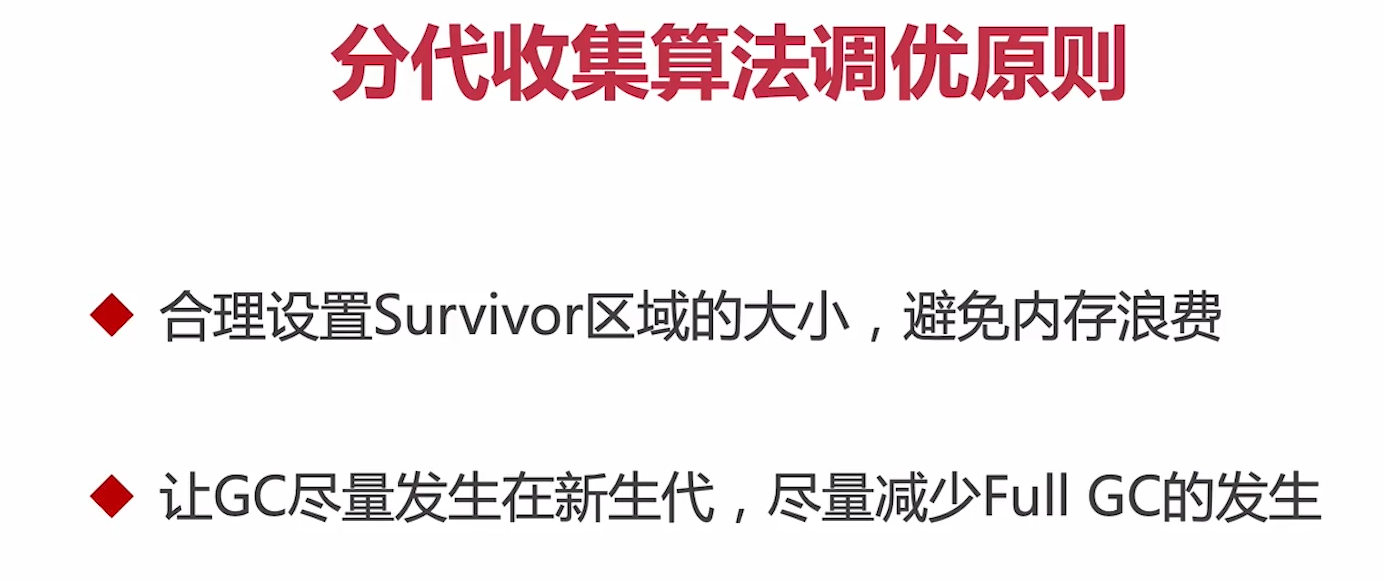 分代收集算法调优原则
合理设置Survivor区域的大小，避免内存浪费
让GC尽量发生在新生代，尽量减少Full GC的发生